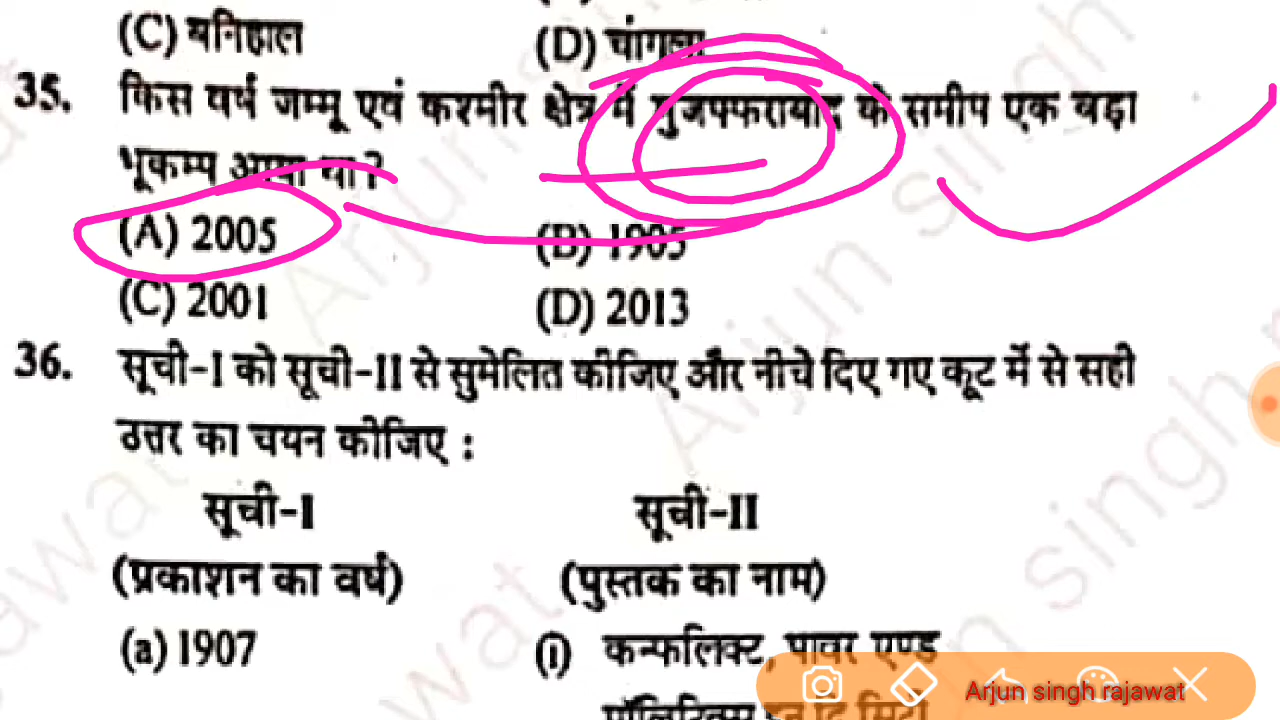 (C) बनिहाल (D) चांगला
35. किस वर्ष जम्मू एवं कश्मीर क्षेत्र में मुजफ्फराबाद के समीप एक बड़ा
भूकम्प आया था?
(A) 2005 (B) 1905
(C) 2001 (D) 2013
36. सूची-I को सूची-II से सुमेलित कीजिए और नीचे दिए गए कूट में से सही
उत्तर का चयन कीजिए :
सूची-I सूची-II
(प्रकाशन का वर्ष) (पुस्तक का नाम)
(a) 1907 (i) कन्फलिक्ट, पावर एण्ड
पॉलिटिक्स इन दि सिटी
Arjun singh rajawat